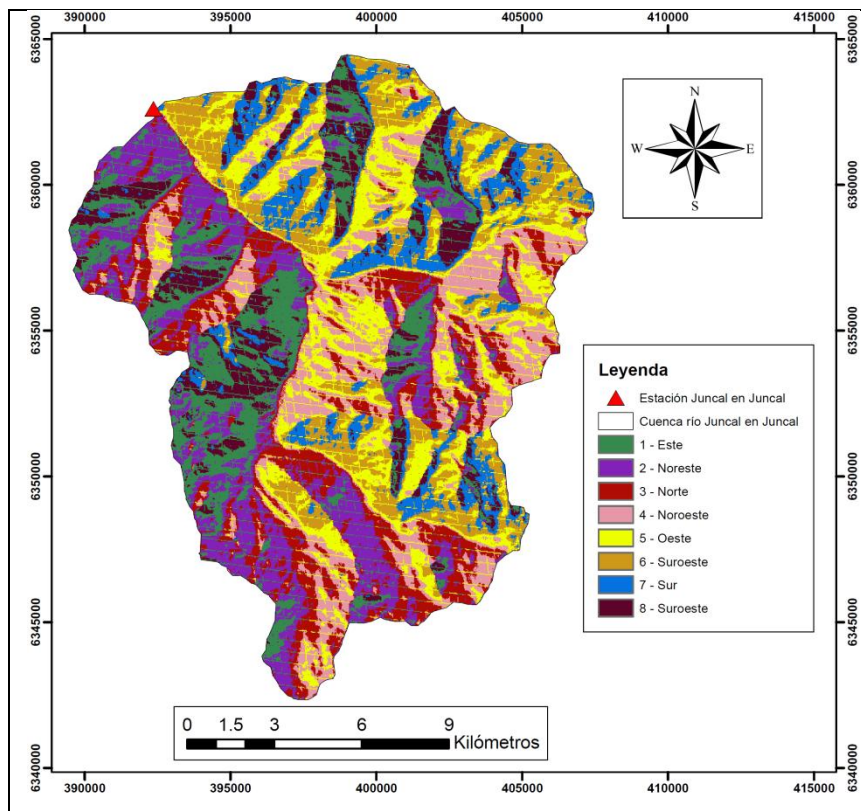 390000 395000 400000 405000 410000 415000
6365000 6365000
6360000 6360000
6355000 6355000
6350000 6350000
6345000 6345000
6340000 6340000
N
W E
S
Leyenda
Estación Juncal en Juncal
Cuenca río Juncal en Juncal
1 - Este
2 - Noreste
3 - Norte
4 - Noroeste
5 - Oeste
6 - Suroeste
7 - Sur
8 - Suroeste
0 1.5 3 6 9
Kilómetros
390000 395000 400000 405000 410000 415000